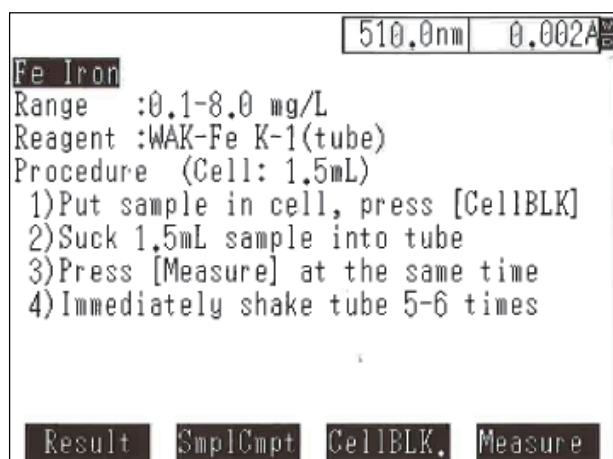 510.0nm 0.002A
Fe Iron
Range :0.1-8.0 mg/L
Reagent :WAK-Fe K-1(tube)
Procedure (Cell: 1.5mL)
1)Put sample in cell, press [CellBLK]
2)Suck 1.5mL sample into tube
3)Press [Measure] at the same time
4)Immediately shake tube 5-6 times
Result SmplCmpt CellBLK. Measure